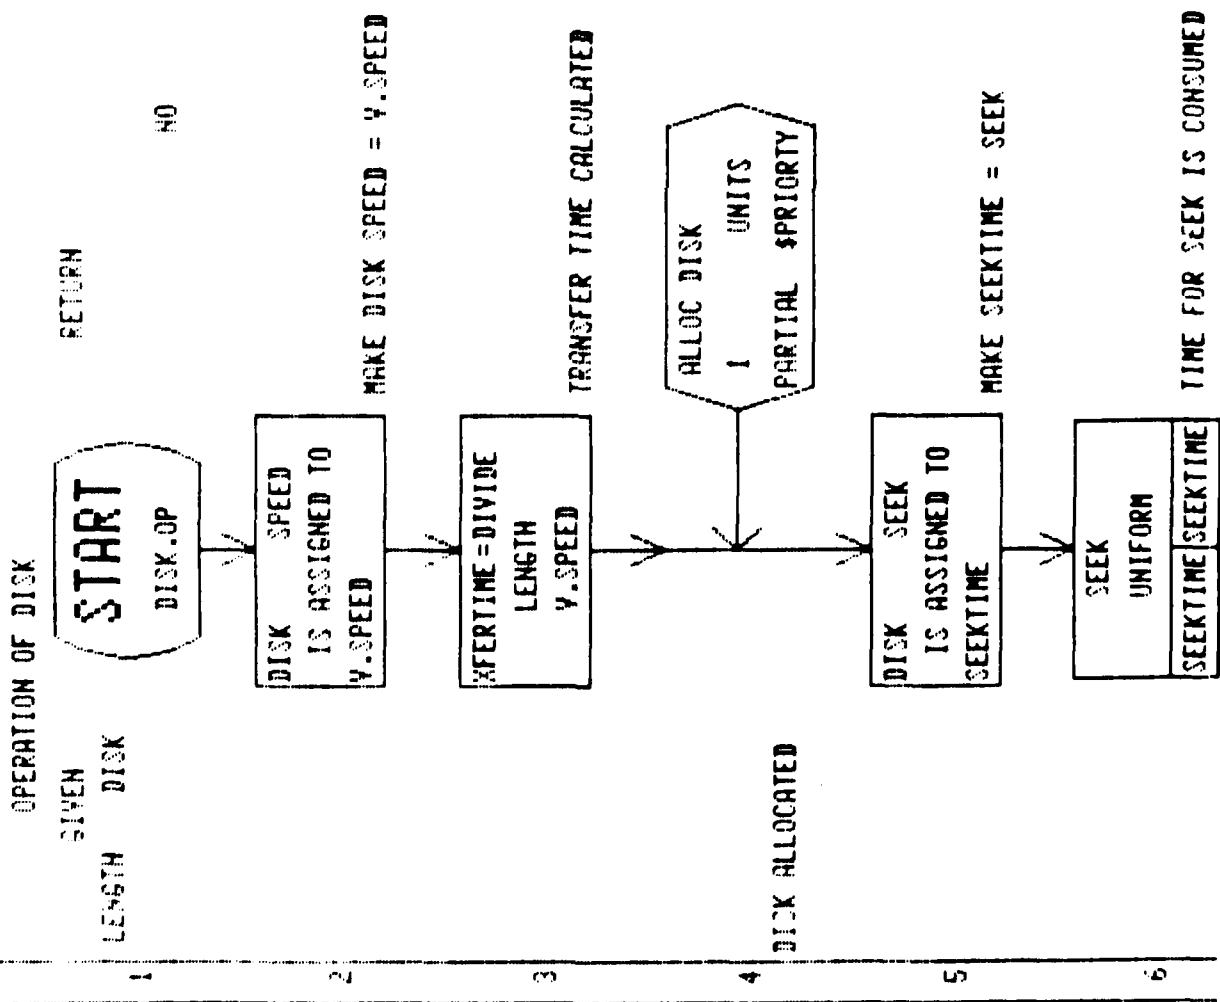 OPERATION OF DISK
GIVEN RETURN
LENGTH DISK NO
1
START
DISK.OP
2
DISK SPEED
IS ASSIGNED TO
V.SPEED
MAKE DISK SPEED = V.SPEED
3
XFERTIME=DIVIDE
LENGTH
V.SPEED
TRANSFER TIME CALCULATED
4
DISK ALLOCATED
ALLOC DISK
1 UNITS
PARTIAL $PRIORTY
5
DISK SEEK
IS ASSIGNED TO
SEEKTIME
MAKE SEEKTIME = SEEK
6
SEEK
UNIFORM
SEEKTIME SEEKTIME
TIME FOR SEEK IS CONSUMED